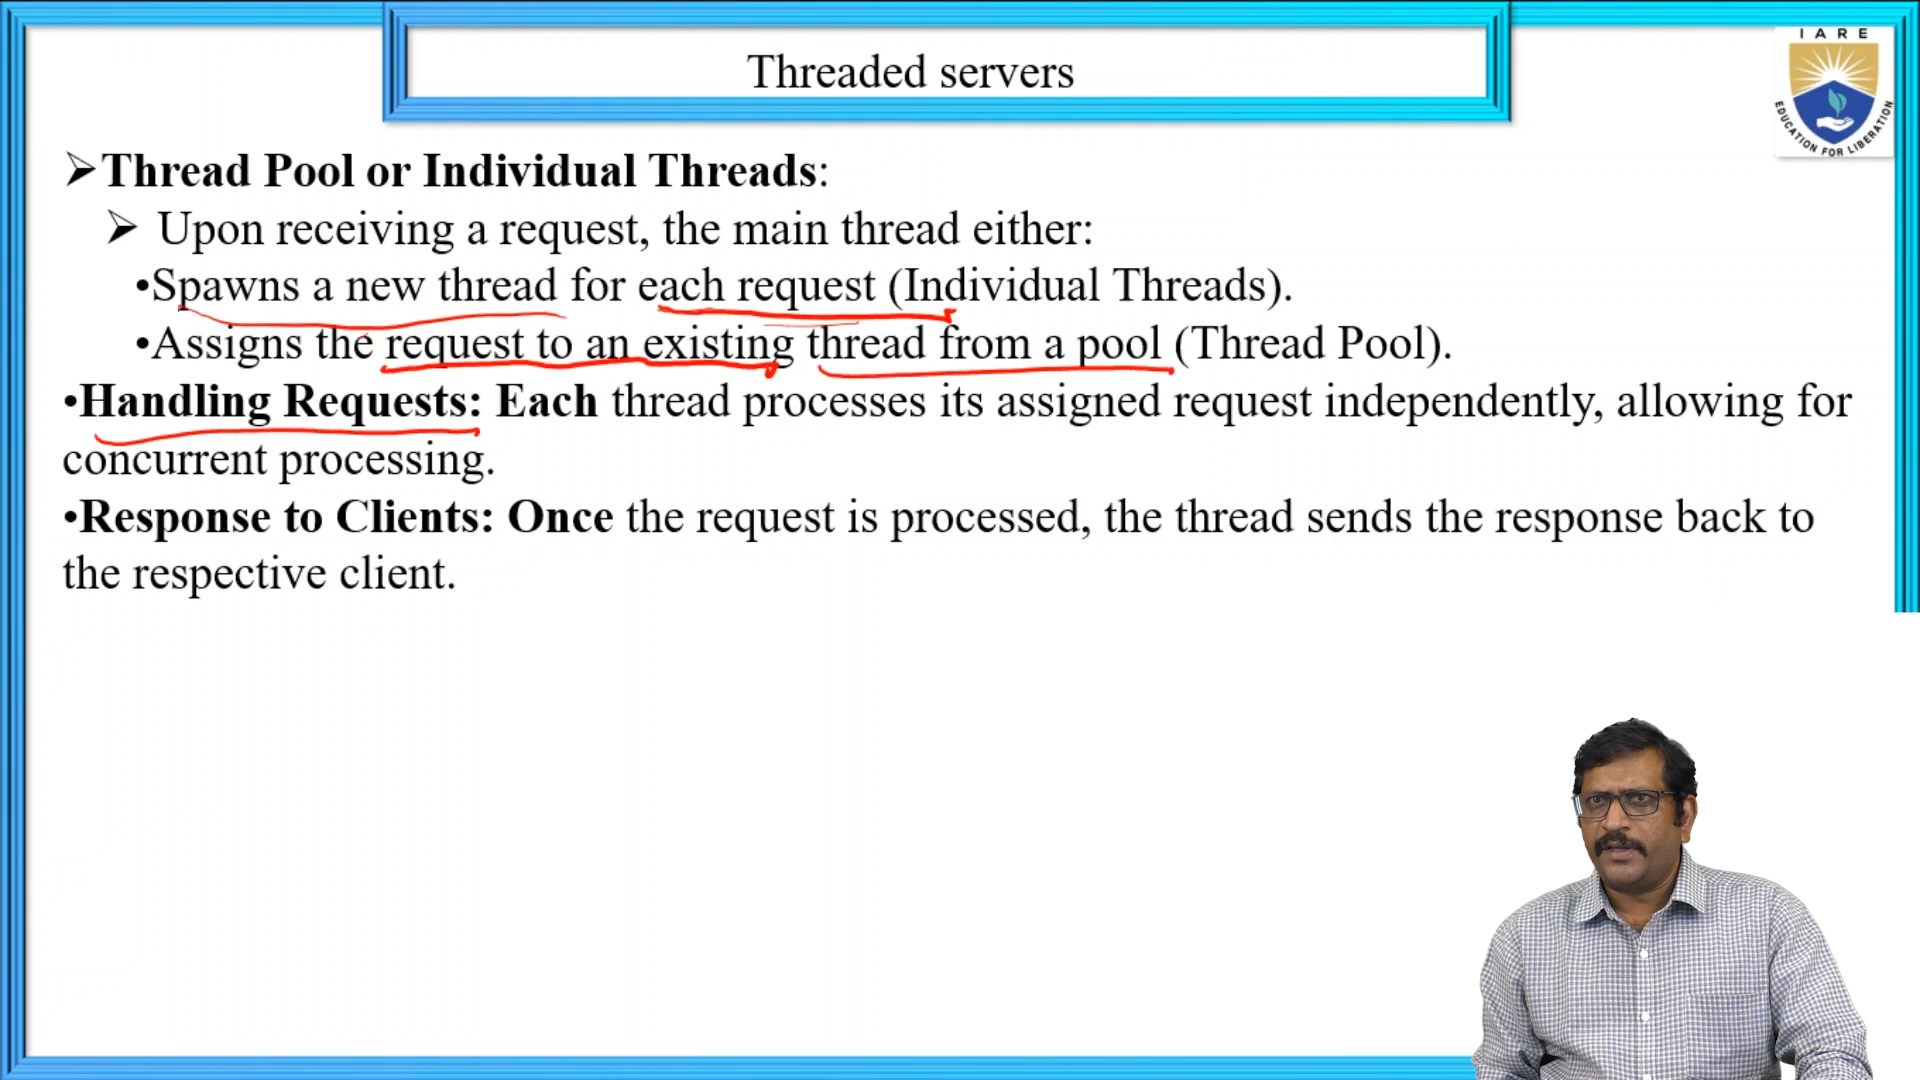 Threaded servers
IARE
EDUCATION FOR LIBERATION
➢Thread Pool or Individual Threads:
➢ Upon receiving a request, the main thread either:
•Spawns a new thread for each request (Individual Threads).
•Assigns the request to an existing thread from a pool (Thread Pool).
•Handling Requests: Each thread processes its assigned request independently, allowing for
concurrent processing.
•Response to Clients: Once the request is processed, the thread sends the response back to
the respective client.